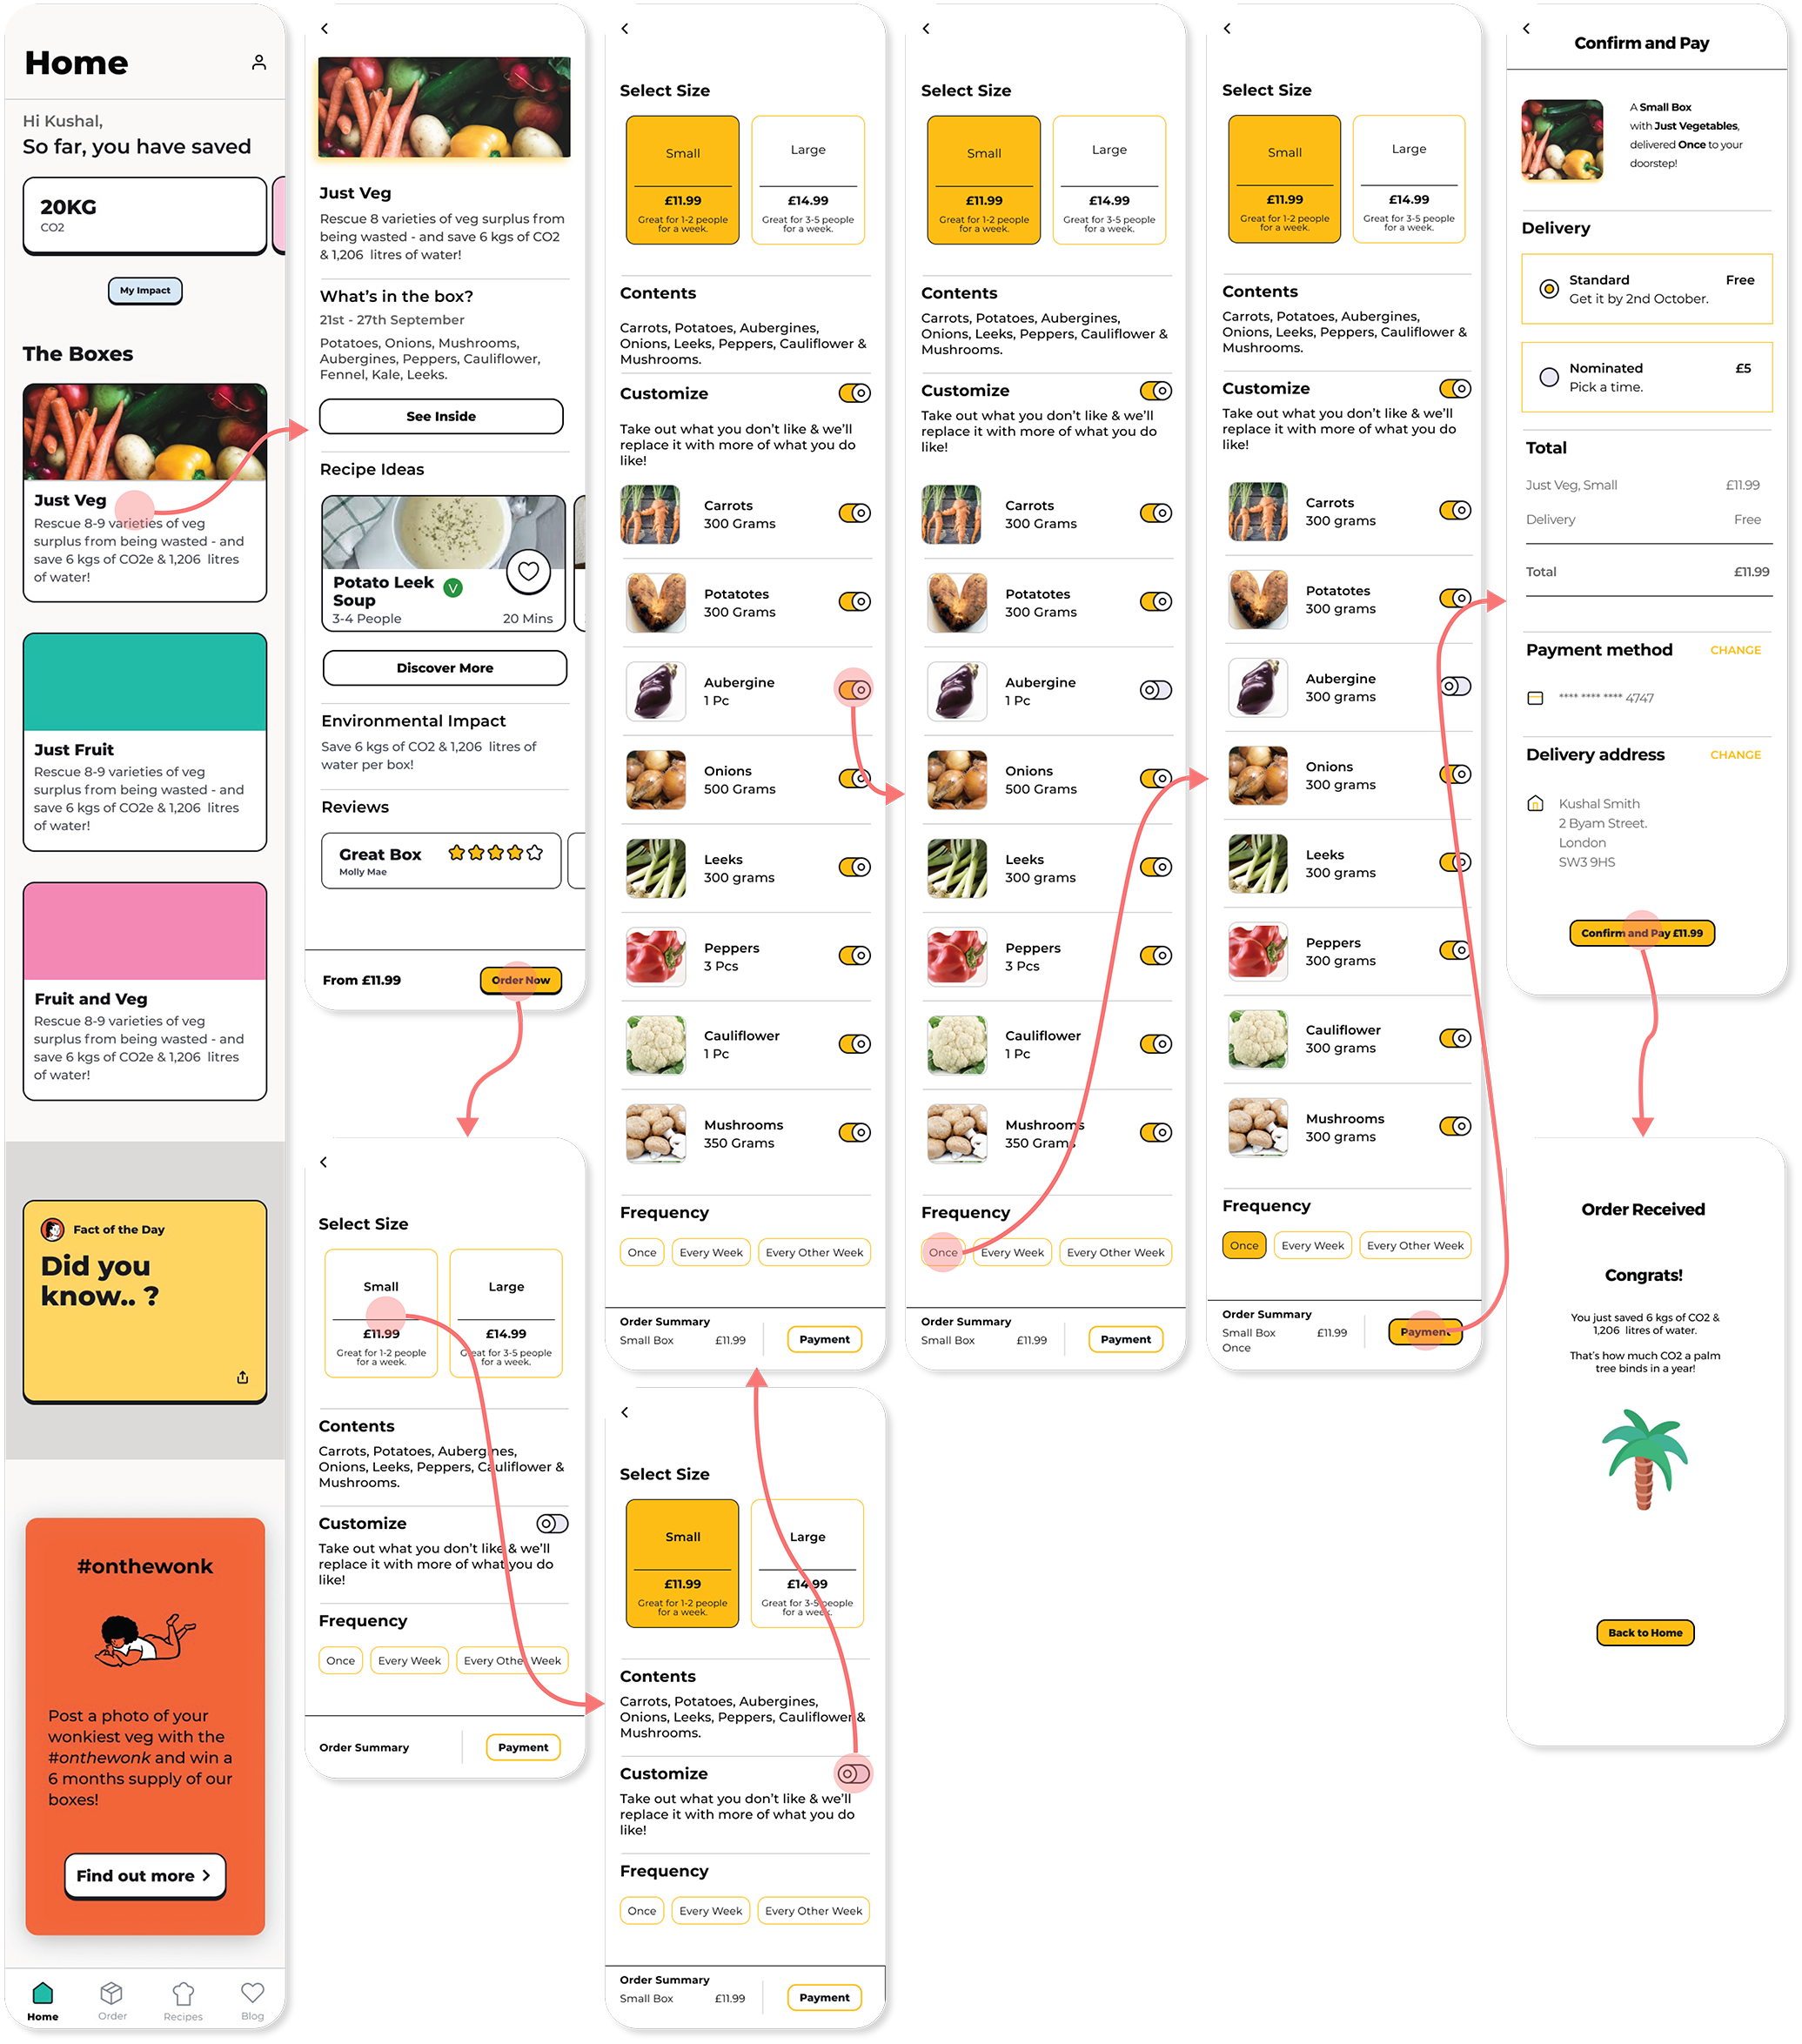 Home
Hi Kushal,
So far, you have saved
20KG
CO2
My Impact
The Boxes
Just Veg
Rescue 8-9 varieties of veg
surplus from being wasted - and
save 6 kgs of CO2e & 1,206 litres
of water!
Just Fruit
Rescue 8-9 varieties of veg
surplus from being wasted - and
save 6 kgs of CO2e & 1,206 litres
of water!
Fruit and Veg
Rescue 8-9 varieties of veg
surplus from being wasted - and
save 6 kgs of CO2e & 1,206 litres
of water!
Fact of the Day
Did you
know.. ?
#onthewonk
Post a photo of your
wonkiest veg with the
#onthewonk and win a
6 months supply of our
boxes!
Find out more
Home Order Recipes Blog
Just Veg
Rescue 8 varieties of veg surplus from
being wasted - and save 6 kgs of CO2
& 1,206 litres of water!
What's in the box?
21st - 27th September
Potatoes, Onions, Mushrooms,
Aubergines, Peppers, Cauliflower,
Fennel, Kale, Leeks.
See Inside
Recipe Ideas
Potato Leek V
Soup
3-4 People 20 Mins
Discover More
Environmental Impact
Save 6 kgs of CO2 & 1,206 litres of
water per box!
Reviews
Great Box
Molly Mae
From £11.99 Order Now
Select Size
Small Large
£11.99 £14.99
Great for 1-2 people Great for 3-5 people
for a week. for a week.
Contents
Carrots, Potatoes, Aubergines,
Onions, Leeks, Peppers, Cauliflower &
Mushrooms.
Customize
Take out what you don't like & we'll
replace it with more of what you do
like!
Frequency
Once Every Week Every Other Week
Order Summary Payment
Select Size
Small Large
£11.99 £14.99
Great for 1-2 people Great for 3-5 people
for a week. for a week.
Contents
Carrots, Potatoes, Aubergines,
Onions, Leeks, Peppers, Cauliflower &
Mushrooms.
Customize
Take out what you don't like & we'll
replace it with more of what you do
like!
Frequency
Once Every Week Every Other Week
Order Summary
Small Box £11.99 Payment
Select Size
Small Large
£11.99 £14.99
Great for 1-2 people Great for 3-5 people
for a week. for a week.
Contents
Carrots, Potatoes, Aubergines,
Onions, Leeks, Peppers, Cauliflower &
Mushrooms.
Customize
Take out what you don't like & we'll
replace it with more of what you do
like!
Carrots
300 Grams
Potatotes
300 Grams
Aubergine
1 Pc
Onions
500 Grams
Leeks
300 grams
Peppers
3 Pcs
Cauliflower
1 Pc
Mushrooms
350 Grams
Frequency
Once Every Week Every Other Week
Order Summary
Small Box £11.99 Payment
Select Size
Small Large
£11.99 £14.99
Great for 1-2 people Great for 3-5 people
for a week. for a week.
Contents
Carrots, Potatoes, Aubergines,
Onions, Leeks, Peppers, Cauliflower &
Mushrooms.
Customize
Take out what you don't like & we'll
replace it with more of what you do
like!
Carrots
300 Grams
Potatotes
300 Grams
Aubergine
1 Pc
Onions
500 Grams
Leeks
300 grams
Peppers
3 Pcs
Cauliflower
1 Pc
Mushrooms
350 Grams
Frequency
Once Every Week Every Other Week
Order Summary
Small Box £11.99 Payment
Select Size
Small Large
£11.99 £14.99
Great for 1-2 people Great for 3-5 people
for a week. for a week.
Contents
Carrots, Potatoes, Aubergines,
Onions, Leeks, Peppers, Cauliflower &
Mushrooms.
Customize
Take out what you don't like & we'll
replace it with more of what you do
like!
Carrots
300 grams
Potatotes
300 grams
Aubergine
300 grams
Onions
300 grams
Leeks
300 grams
Peppers
300 grams
Cauliflower
300 grams
Mushrooms
300 grams
Frequency
Once Every Week Every Other Week
Order Summary
Small Box £11.99 Payment
Once
Confirm and Pay
A Small Box
with Just Vegetables,
delivered Once to your
doorstep!
Delivery
Standard Free
Get it by 2nd October.
Nominated £5
Pick a time.
Total
Just Veg, Small £11.99
Delivery Free
Total £11.99
Payment method CHANGE
**** **** **** 4747
Delivery address CHANGE
Kushal Smith
2 Byam Street.
London
SW3 9HS
Confirm and Pay £11.99
Order Received
Congrats!
You just saved 6 kgs of CO2 &
1,206 litres of water.
That's how much CO2 a palm
tree binds in a year!
Back to Home